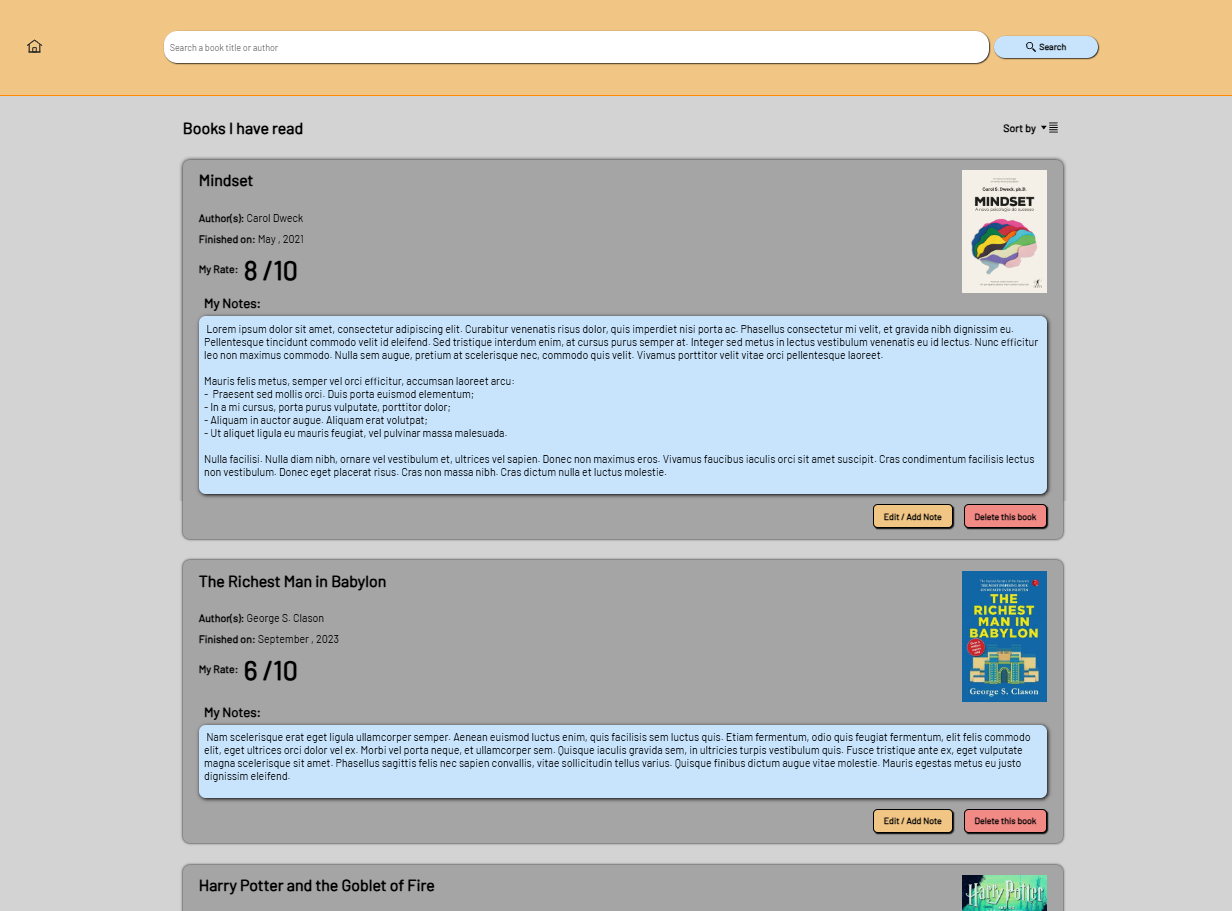 Search a book title or author
Search
Books I have read
Sort by
Mindset
Author(s): Carol Dweck
Finished on: May , 2021
My Rate: 8 /10
Carol S. Dweck, ph.D.
MINDSET
A nova psicologia do sucesso
My Notes:
Lorem ipsum dolor sit amet, consectetur adipiscing elit. Curabitur venenatis risus dolor, quis imperdiet nisi porta ac. Phasellus consectetur mi velit, et gravida nibh dignissim eu.
Pellentesque tincidunt commodo velit id eleifend. Sed tristique interdum enim, at cursus purus semper at. Integer sed metus in lectus vestibulum venenatis eu id lectus. Nunc efficitur
leo non maximus commodo. Nulla sem augue, pretium at scelerisque nec, commodo quis velit. Vivamus porttitor velit vitae orci pellentesque laoreet.
Mauris felis metus, semper vel orci efficitur, accumsan laoreet arcu:
- Praesent sed mollis orci. Duis porta euismod elementum;
- In a mi cursus, porta purus vulputate, porttitor dolor;
- Aliquam in auctor augue. Aliquam erat volutpat;
- Ut aliquet ligula eu mauris feugiat, vel pulvinar massa malesuada.
Nulla facilisi. Nulla diam nibh, ornare vel vestibulum et, ultrices vel sapien. Donec non maximus eros. Vivamus faucibus iaculis orci sit amet suscipit. Cras condimentum facilisis lectus
non vestibulum. Donec eget placerat risus. Cras non massa nibh. Cras dictum nulla et luctus molestie.
Edit / Add Note
Delete this book
The Richest Man in Babylon
Author(s): George S. Clason
Finished on: September , 2023
My Rate: 6 /10
THE
RICHEST
MAN IN
BABYLON
George S. Clason
My Notes:
Nam scelerisque erat eget ligula ullamcorper semper. Aenean euismod luctus enim, quis facilisis sem luctus quis. Etiam fermentum, odio quis feugiat fermentum, elit felis commodo
elit, eget ultrices orci dolor vel ex. Morbi vel porta neque, et ullamcorper sem. Quisque iaculis gravida sem, in ultricies turpis vestibulum quis. Fusce tristique ante ex, eget vulputate
magna scelerisque sit amet. Phasellus sagittis felis nec sapien convallis, vitae sollicitudin tellus varius. Quisque finibus dictum augue vitae molestie. Mauris egestas metus eu justo
dignissim eleifend.
Edit / Add Note
Delete this book
Harry Potter and the Goblet of Fire
Harry Potter